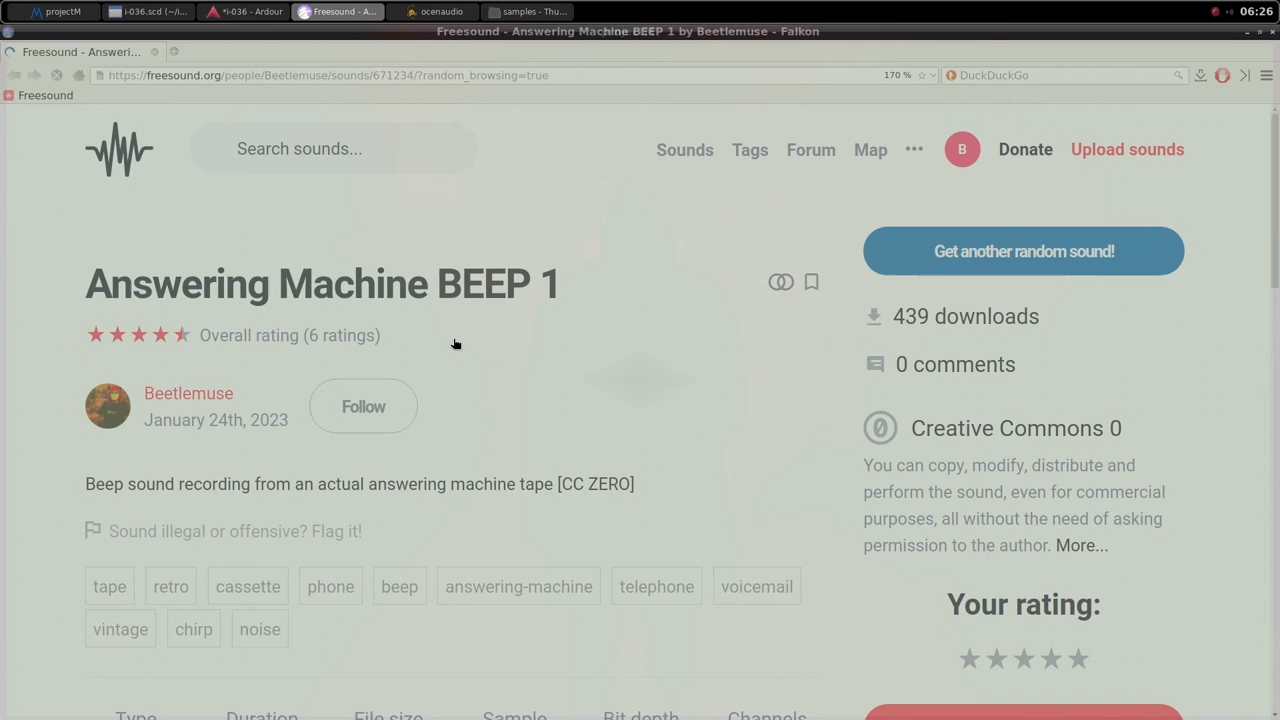 projectM
i-036.scd (~/i...
*i-036 - Ardour
Freesound - A...
ocenaudio
samples - Thu...
06:26
Freesound - Answering Machine BEEP 1 by Beetlemuse - Falkon
Freesound - Answeri...
https://freesound.org/people/Beetlemuse/sounds/671234/?random_browsing=true
170 %
DuckDuckGo
Freesound
Search sounds...
Sounds
Tags
Forum
Map
B
Donate
Upload sounds
Get another random sound!
Answering Machine BEEP 1
439 downloads
Overall rating (6 ratings)
0 comments
Beetlemuse
January 24th, 2023
Follow
Creative Commons 0
You can copy, modify, distribute and
perform the sound, even for commercial
purposes, all without the need of asking
permission to the author. More...
Beep sound recording from an actual answering machine tape [CC ZERO]
Sound illegal or offensive? Flag it!
tape
retro
cassette
phone
beep
answering-machine
telephone
voicemail
vintage
chirp
noise
Your rating:
Type
Duration
File size
Sample
Bit depth
Channels